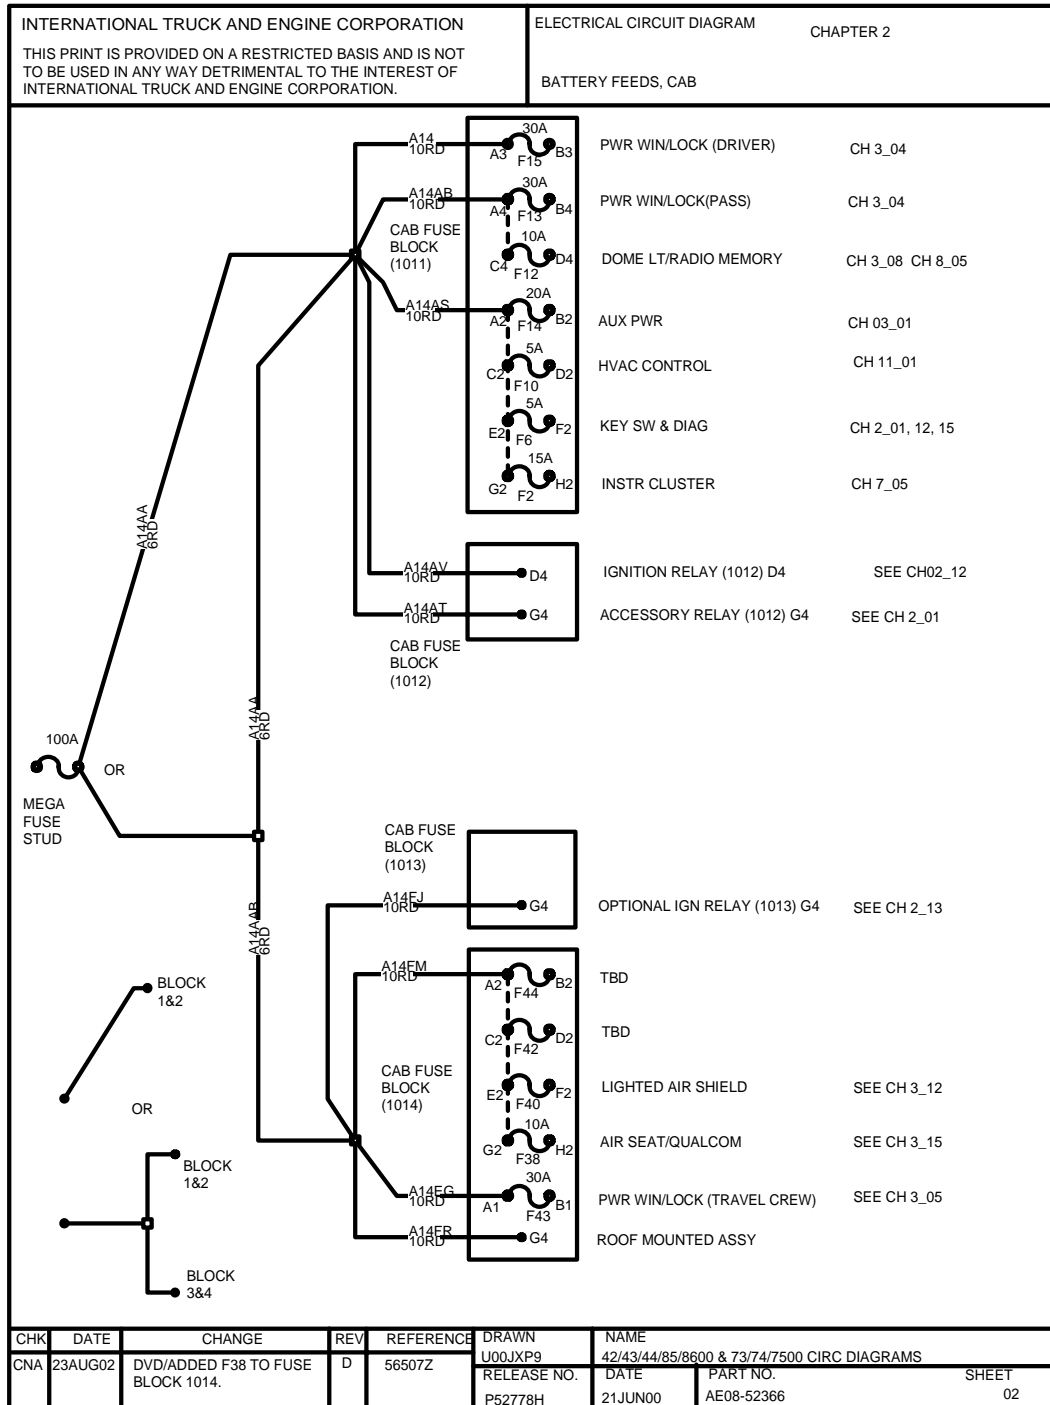 INTERNATIONAL TRUCK AND ENGINE CORPORATION
THIS PRINT IS PROVIDED ON A RESTRICTED BASIS AND IS NOT
TO BE USED IN ANY WAY DETRIMENTAL TO THE INTEREST OF
INTERNATIONAL TRUCK AND ENGINE CORPORATION.
ELECTRICAL CIRCUIT DIAGRAM
CHAPTER 2
BATTERY FEEDS, CAB
A14
10RD
A3
30A
F15
B3
PWR WIN/LOCK (DRIVER)
CH 3_04
A14AB
10RD
A4
30A
F13
B4
PWR WIN/LOCK(PASS)
CH 3_04
CAB FUSE
BLOCK
(1011)
C4
10A
F12
D4
DOME LT/RADIO MEMORY
CH 3_08 CH 8_05
A14AS
10RD
A2
20A
F14
B2
AUX PWR
CH 03_01
C2
5A
F10
D2
HVAC CONTROL
CH 11_01
E2
5A
F6
F2
KEY SW & DIAG
CH 2_01, 12, 15
G2
15A
F2
H2
INSTR CLUSTER
CH 7_05
A14AA
6RD
A14AV
10RD
D4
IGNITION RELAY (1012) D4
SEE CH02_12
A14AT
10RD
G4
ACCESSORY RELAY (1012) G4
SEE CH 2_01
CAB FUSE
BLOCK
(1012)
A14AA
6RD
100A
OR
MEGA
FUSE
STUD
CAB FUSE
BLOCK
(1013)
A14FJ
10RD
G4
OPTIONAL IGN RELAY (1013) G4
SEE CH 2_13
A14AAB
6RD
A14FM
10RD
A2
F44
B2
TBD
BLOCK
1&2
C2
F42
D2
TBD
CAB FUSE
BLOCK
(1014)
E2
F40
F2
LIGHTED AIR SHIELD
SEE CH 3_12
OR
G2
10A
F38
H2
AIR SEAT/QUALCOM
SEE CH 3_15
BLOCK
1&2
A14FG
10RD
A1
30A
F43
B1
PWR WIN/LOCK (TRAVEL CREW)
SEE CH 3_05
A14FR
10RD
G4
ROOF MOUNTED ASSY
BLOCK
3&4
CHK DATE CHANGE REV REFERENCE
CNA 23AUG02 DVD/ADDED F38 TO FUSE D 56507Z
BLOCK 1014.
DRAWN
U00JXP9
NAME
42/43/44/85/8600 & 73/74/7500 CIRC DIAGRAMS
RELEASE NO. DATE PART NO. SHEET
P52778H 21JUN00 AE08-52366 02